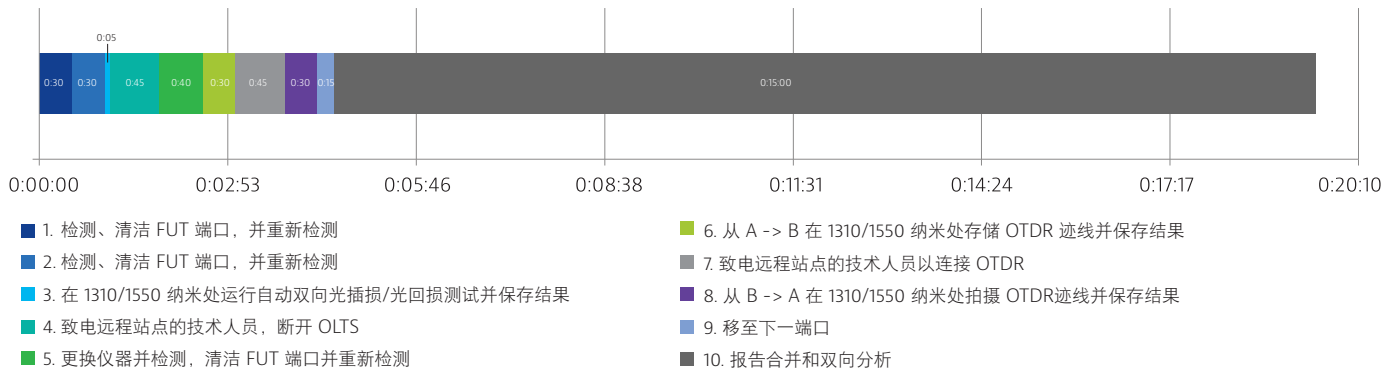 0:05
0:30 0:30 0:45 0:40 0:30 0:45 0:30 0:15 0:15:00
0:00:00 0:02:53 0:05:46 0:08:38 0:11:31 0:14:24 0:17:17 0:20:10
1. 检测、清洁 FUT 端口，并重新检测
2. 检测、清洁 FUT 端口，并重新检测
3. 在 1310/1550 纳米处运行自动双向光插损/光回损测试并保存结果
4. 致电远程站点的技术人员，断开 OLTS
5. 更换仪器并检测，清洁 FUT 端口并重新检测
6. 从 A -> B 在 1310/1550 纳米处存储 OTDR 迹线并保存结果
7. 致电远程站点的技术人员以连接 OTDR
8. 从 B -> A 在 1310/1550 纳米处拍摄 OTDR迹线并保存结果
9. 移至下一端口
10. 报告合并和双向分析